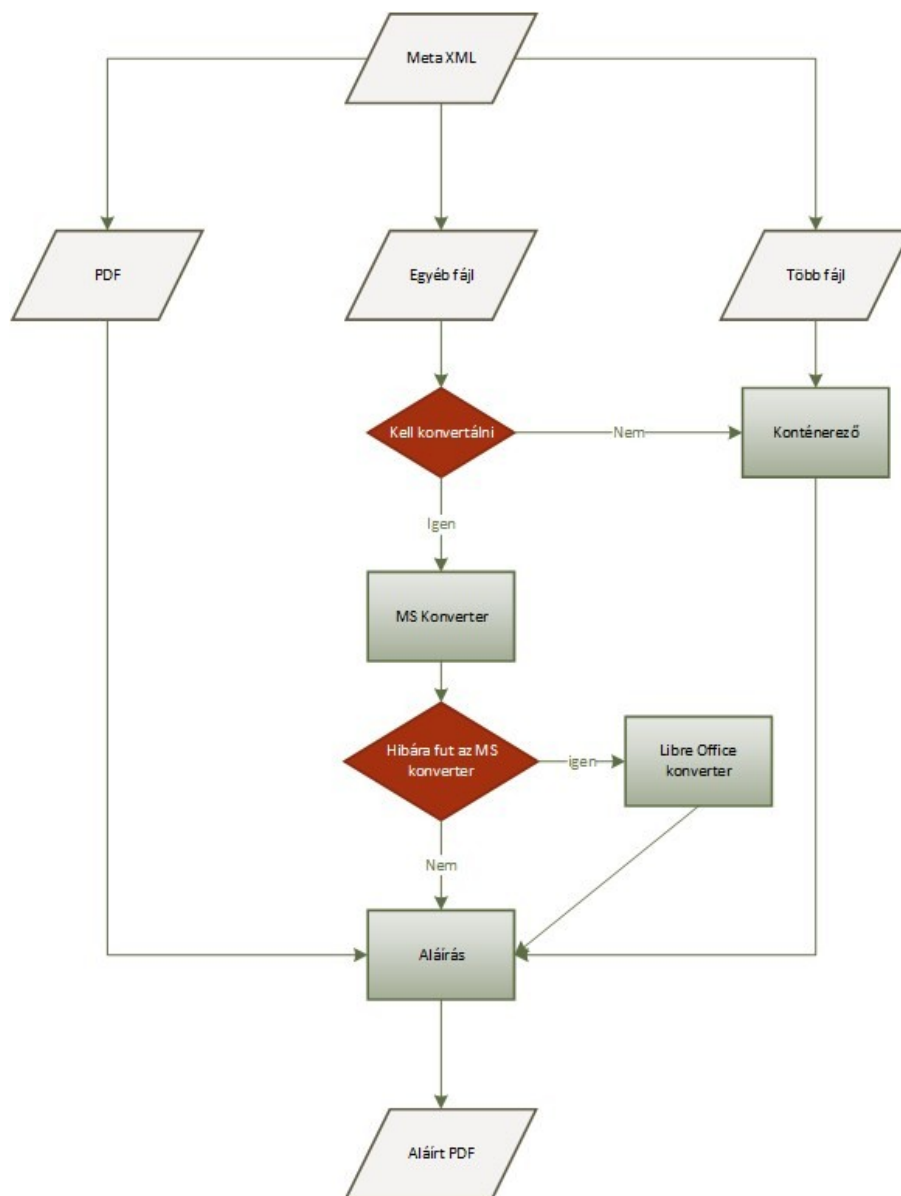 Meta XML
PDF
Egyéb fájl
Több fájl
Kell konvertálni
Nem
Konténerező
Igen
MS Konverter
Hibára fut az MS
konverter
igen
Libre Office
konverter
Nem
Aláírás
Aláírt PDF